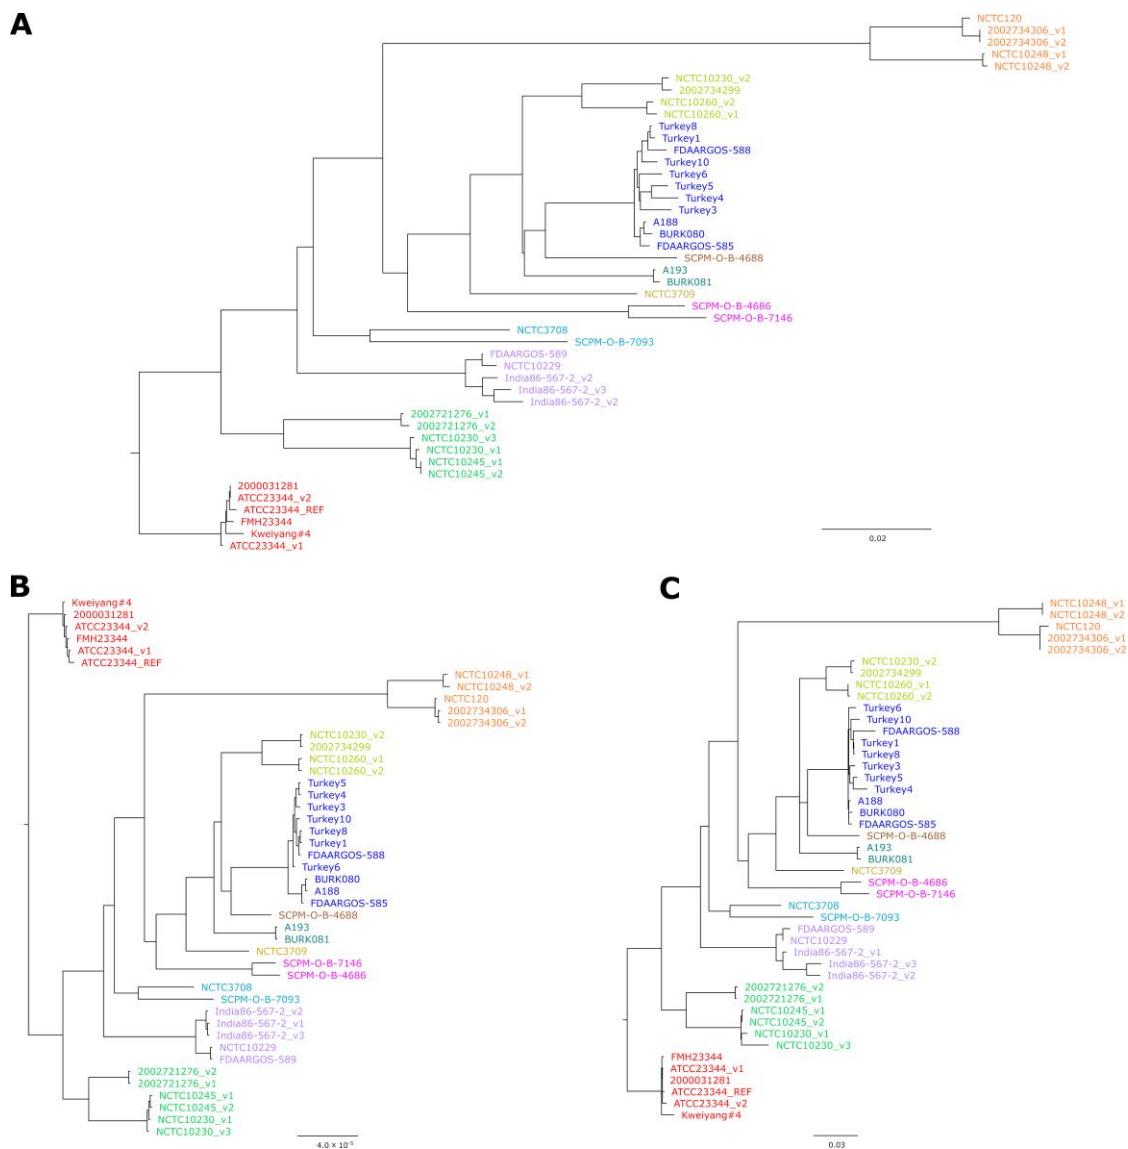 A
NCTC120
2002734306_v1
2002734306_v2
NCTC10248_v1
NCTC10248_v2
NCTC10230_v2
2002734299
NCTC10260_v2
NCTC10260_v1
Turkey8
Turkey1
FDAARGOS-588
Turkey10
Turkey6
Turkey5
Turkey4
Turkey3
A188
BURK080
FDAARGOS-585
SCPM-O-B-4688
A193
BURK081
NCTC3709
SCPM-O-B-4686
SCPM-O-B-7146
NCTC3708
SCPM-O-B-7093
FDAARGOS-589
NCTC10229
India86-567-2_v2
India86-567-2_v3
India86-567-2_v2
2002721276_v1
2002721276_v2
NCTC10230_v3
NCTC10230_v1
NCTC10245_v1
NCTC10245_v2
2000031281
ATCC23344_v2
ATCC23344_REF
FMH23344
Kweiyang#4
ATCC23344_v1
0.02
B
Kweiyang#4
2000031281
ATCC23344_v2
FMH23344
ATCC23344_v1
ATCC23344_REF
NCTC10248_v1
NCTC10248_v2
NCTC120
2002734306_v1
2002734306_v2
NCTC10230_v2
2002734299
NCTC10260_v1
NCTC10260_v2
Turkey5
Turkey4
Turkey3
Turkey10
Turkey8
Turkey1
FDAARGOS-588
Turkey6
BURK080
A188
FDAARGOS-585
SCPM-O-B-4688
A193
BURK081
NCTC3709
SCPM-O-B-7146
SCPM-O-B-4686
NCTC3708
SCPM-O-B-7093
India86-567-2_v2
India86-567-2_v1
India86-567-2_v3
NCTC10229
FDAARGOS-589
2002721276_v2
2002721276_v1
NCTC10245_v1
NCTC10245_v2
NCTC10230_v1
NCTC10230_v3
4.0 × 10⁻⁵
C
NCTC10248_v1
NCTC10248_v2
NCTC120
2002734306_v1
2002734306_v2
NCTC10230_v2
2002734299
NCTC10260_v1
NCTC10260_v2
Turkey6
Turkey10
FDAARGOS-588
Turkey1
Turkey8
Turkey3
Turkey5
Turkey4
A188
BURK080
FDAARGOS-585
SCPM-O-B-4688
A193
BURK081
NCTC3709
SCPM-O-B-4686
SCPM-O-B-7146
NCTC3708
SCPM-O-B-7093
FDAARGOS-589
NCTC10229
India86-567-2_v1
India86-567-2_v3
India86-567-2_v2
2002721276_v2
2002721276_v1
NCTC10245_v1
NCTC10245_v2
NCTC10230_v1
NCTC10230_v3
FMH23344
ATCC23344_v1
2000031281
ATCC23344_REF
ATCC23344_v2
Kweiyang#4
0.03